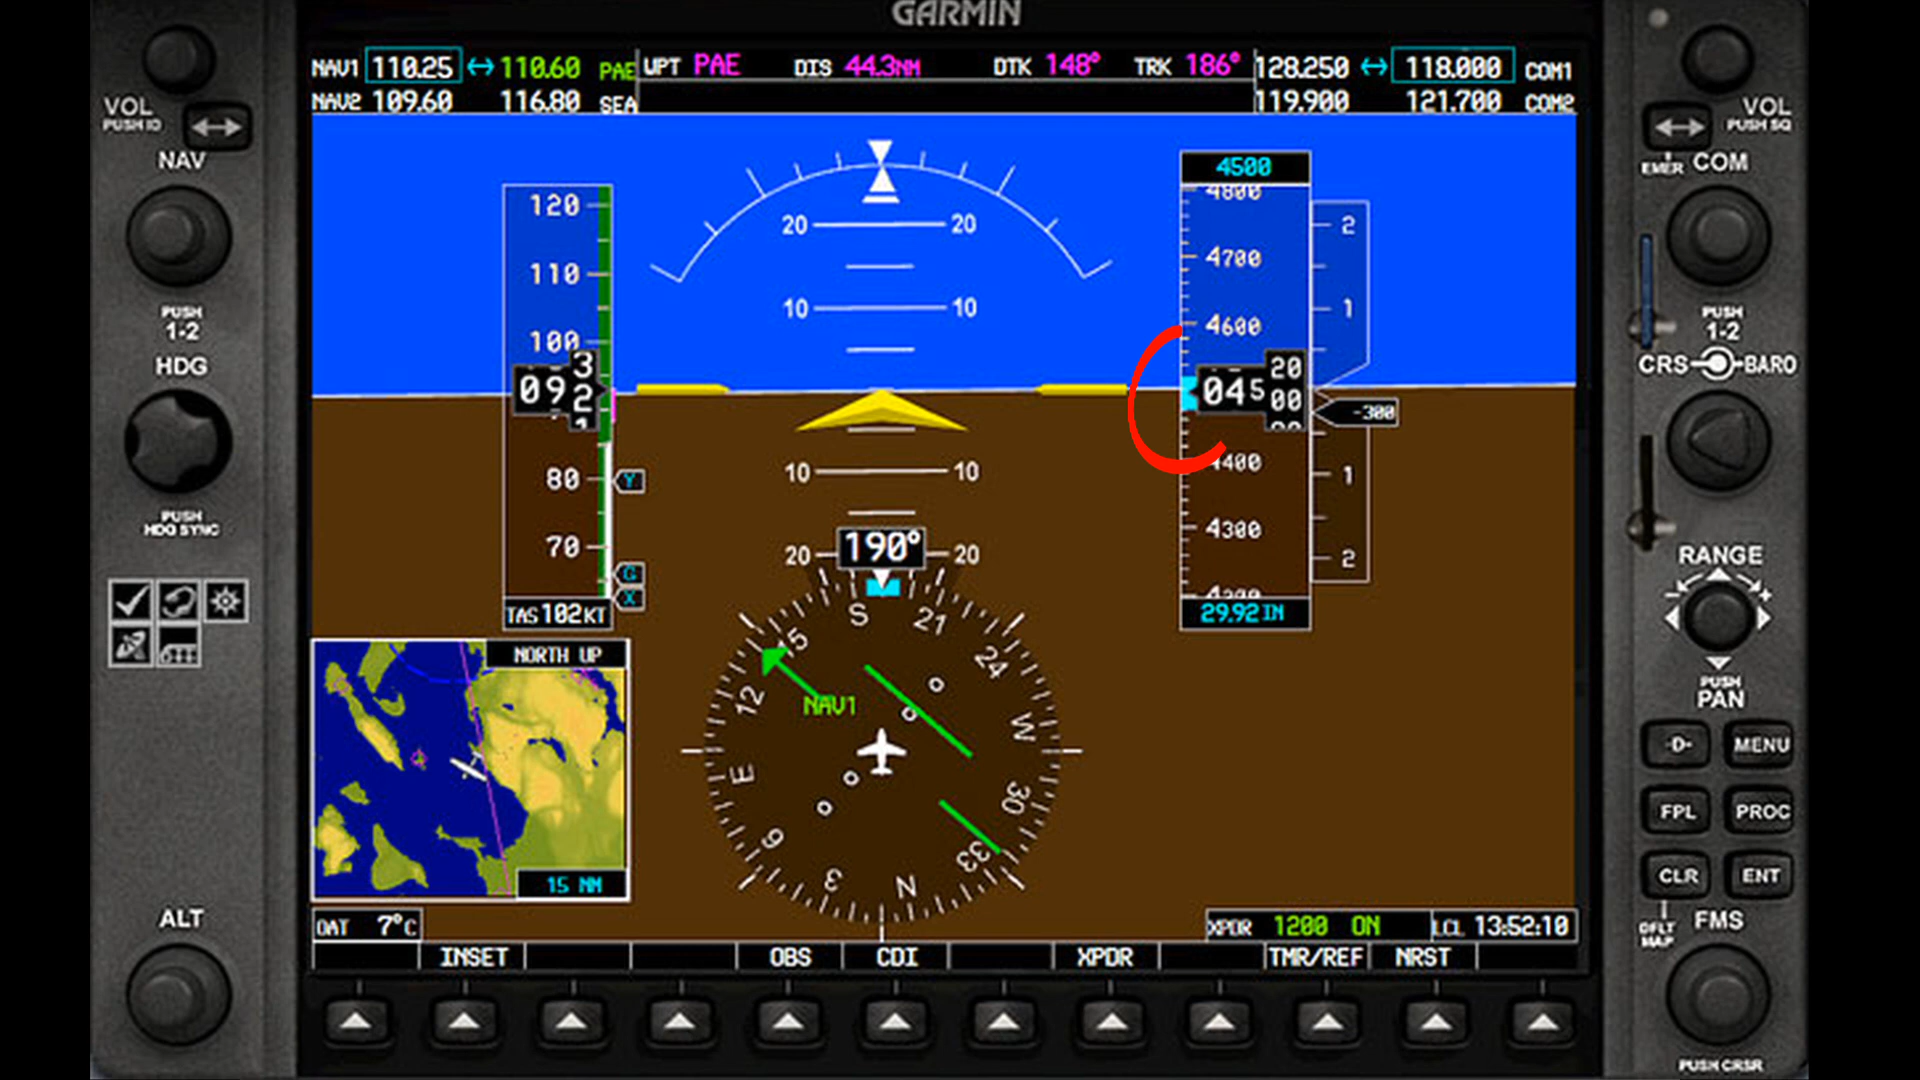 GARMIN
NAV1 110.25 ↔ 110.60 PAE WPT PAE DIS 44.3NM DTK 148° TRK 186° 128.250 ↔ 118.000 COM1
NAV2 109.60 116.80 SEA 119.900 121.700 COM2
VOL
PUSH ID
NAV
PUSH
1-2
HDG
PUSH
HDG SYNC
ALT
120
110
100
09 3 2 1
80
70
Y
G
X
TAS 102KT
20 20
10 10
10 10
20 20
190°
4500
4800
4700
4600
045 20 00
4400
4300
29.92IN
2
1
-300
1
2
S 21 24 W 30 33 N 3 6 E 12 15
NAV1
NORTH UP
15 NM
OAT 7°C
XPDR 1200 ON LCL 13:52:10
INSET OBS CDI XPDR TMR/REF NRST
VOL
PUSH SQ
EMER COM
PUSH
1-2
CRS BARO
RANGE
PUSH
PAN
-D- MENU
FPL PROC
CLR ENT
DFLT
MAP
FMS
PUSH CRSR